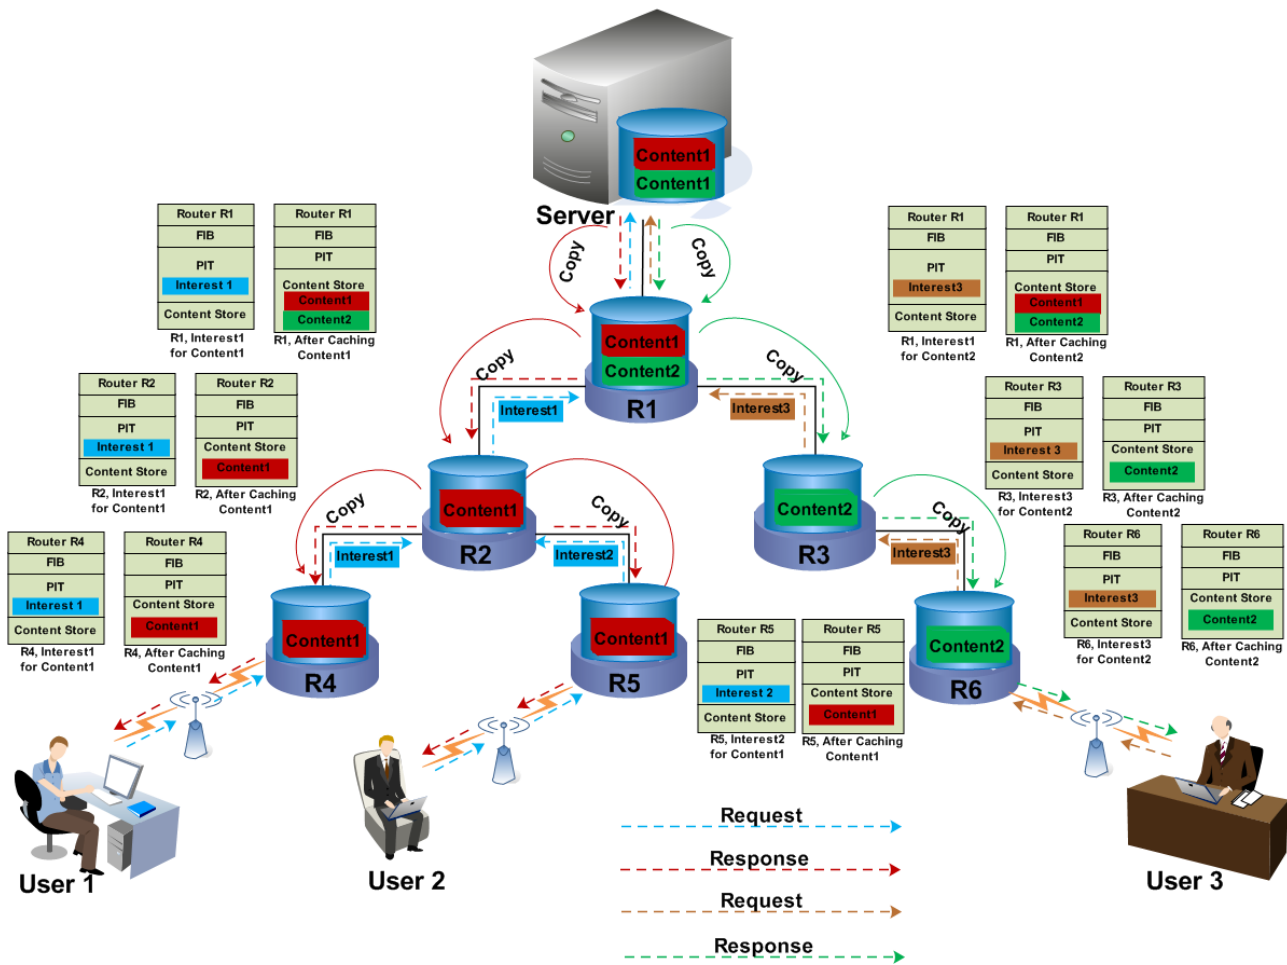 Content1
Content1
Server
Copy
Copy
Router R1
FIB
PIT
Interest 1
Content Store
R1, Interest1
for Content1
Router R1
FIB
PIT
Content Store
Content1
Content2
R1, After Caching
Content1
Router R1
FIB
PIT
Interest3
Content Store
R1, Interest1
for Content2
Router R1
FIB
PIT
Content Store
Content1
Content2
R1, After Caching
Content2
Content1
Content2
R1
Copy
Copy
Interest1
Interest3
Router R2
FIB
PIT
Interest 1
Content Store
R2, Interest1
for Content1
Router R2
FIB
PIT
Content Store
Content1
R2, After Caching
Content1
Router R3
FIB
PIT
Interest 3
Content Store
R3, Interest3
for Content2
Router R3
FIB
PIT
Content Store
Content2
R3, After Caching
Content2
Content1
R2
Content2
R3
Copy
Copy
Copy
Interest1
Interest2
Interest3
Router R4
FIB
PIT
Interest 1
Content Store
R4, Interest1
for Content1
Router R4
FIB
PIT
Content Store
Content1
R4, After Caching
Content1
Router R6
FIB
PIT
Interest3
Content Store
R6, Interest3
for Content2
Router R6
FIB
PIT
Content Store
Content2
R6, After Caching
Content2
Content1
R4
Content1
R5
Router R5
FIB
PIT
Interest 2
Content Store
R5, Interest2
for Content1
Router R5
FIB
PIT
Content Store
Content1
R5, After Caching
Content1
Content2
R6
User 1
User 2
User 3
Request
Response
Request
Response